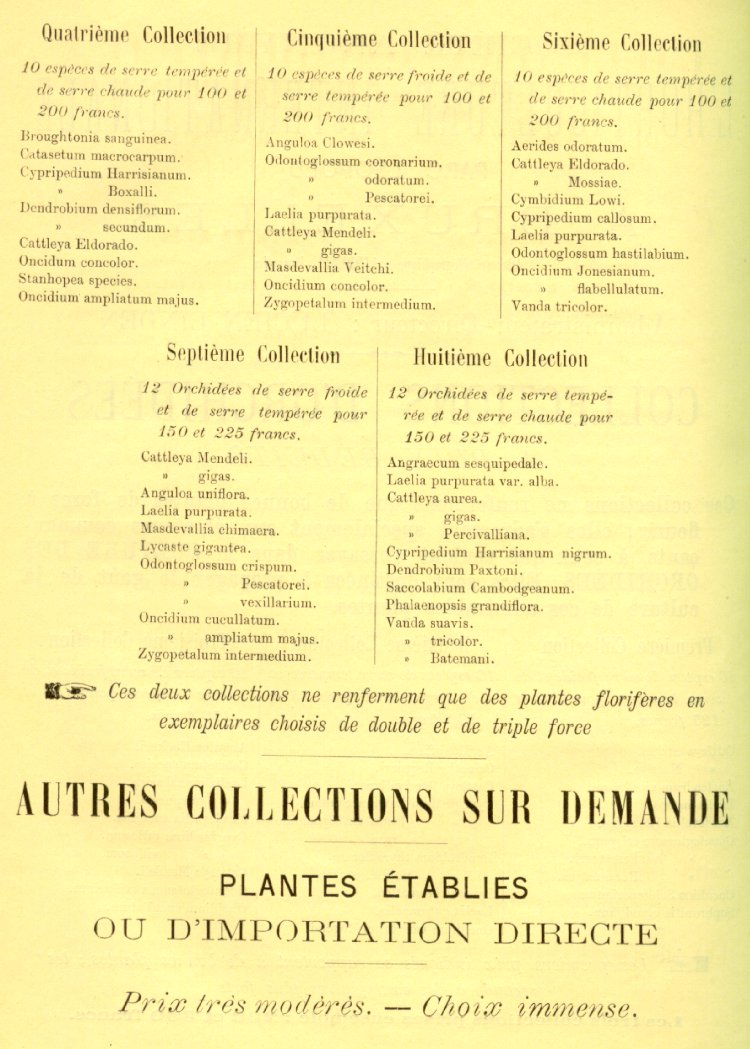 Quatrième Collection
10 espèces de serre tempérée et
de serre chaude pour 100 et
200 francs.
Broughtonia sanguinea.
Catasetum macrocarpum.
Cypripedium Harrisianum.
» Boxalli.
Dendrobium densiflorum.
» secundum.
Cattleya Eldorado.
Oncidum concolor.
Stanhopea species.
Oncidium ampliatum majus.
Cinquième Collection
10 espèces de serre froide et de
serre tempérée pour 100 et
200 francs.
Anguloa Clowesi.
Odontoglossum coronarium.
» odoratum.
» Pescatorei.
Laelia purpurata.
Cattleya Mendeli.
» gigas.
Masdevallia Veitchi.
Oncidium concolor.
Zygopetalum intermedium.
Sixième Collection
10 espèces de serre tempérée et
de serre chaude pour 100 et
200 francs.
Aerides odoratum.
Cattleya Eldorado.
» Mossiae.
Cymbidium Lowi.
Cypripedium callosum.
Laelia purpurata.
Odontoglossum hastilabium.
Oncidium Jonesianum.
» flabellulatum.
Vanda tricolor.
Septième Collection
12 Orchidées de serre froide
et de serre tempérée pour
150 et 225 francs.
Cattleya Mendeli.
» gigas.
Anguloa uniflora.
Laelia purpurata.
Masdevallia chimaera.
Lycaste gigantea.
Odontoglossum crispum.
» Pescatorei.
» vexillarium.
Oncidium cucullatum.
» ampliatum majus.
Zygopetalum intermedium.
Huitième Collection
12 Orchidées de serre tempé-
rée et de serre chaude pour
150 et 225 francs.
Angraecum sesquipedale.
Laelia purpurata var. alba.
Cattleya aurea.
» gigas.
» Percivalliana.
Cypripedium Harrisianum nigrum.
Dendrobium Paxtoni.
Saccolabium Cambodgeanum.
Phalaenopsis grandiflora.
Vanda suavis.
» tricolor.
» Batemani.
Ces deux collections ne renferment que des plantes florifères en
exemplaires choisis de double et de triple force
AUTRES COLLECTIONS SUR DEMANDE
PLANTES ÉTABLIES
OU D'IMPORTATION DIRECTE
Prix très modérés. — Choix immense.